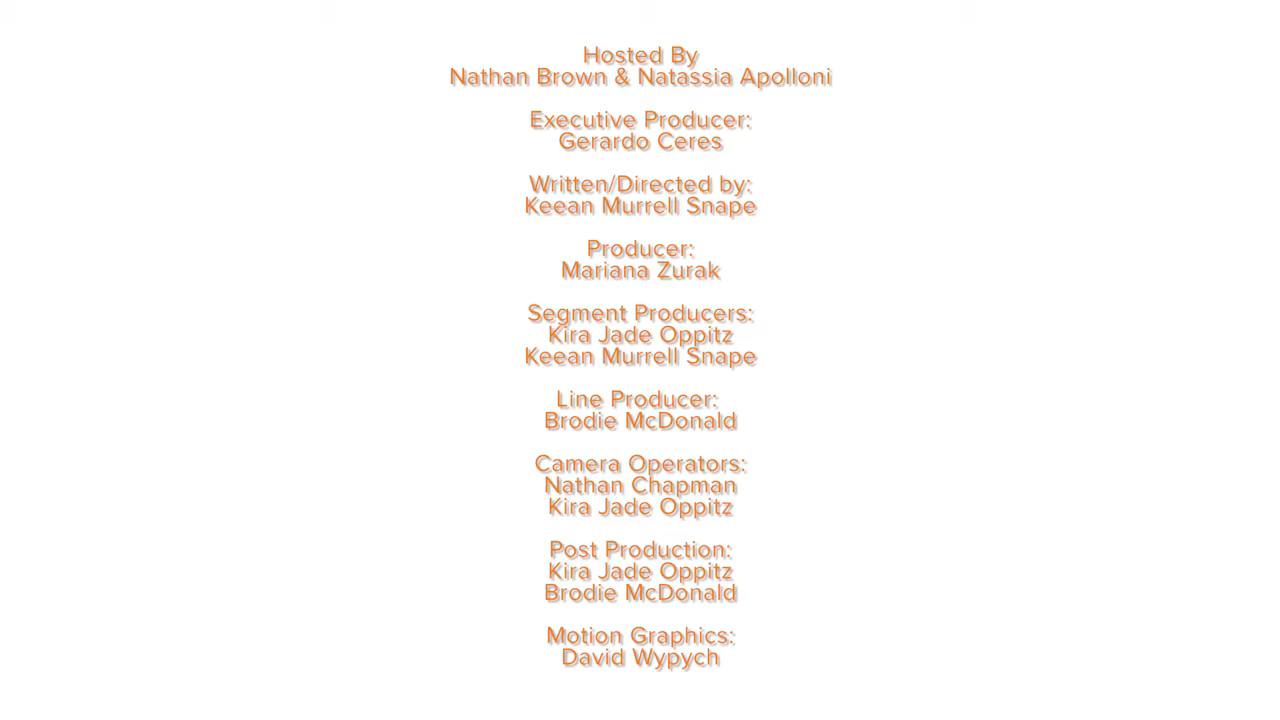 Hosted By
Nathan Brown & Natassia Apolloni
Executive Producer:
Gerardo Ceres
Written/Directed by:
Keean Murrell Snape
Producer:
Mariana Zurak
Segment Producers:
Kira Jade Oppitz
Keean Murrell Snape
Line Producer:
Brodie McDonald
Camera Operators:
Nathan Chapman
Kira Jade Oppitz
Post Production:
Kira Jade Oppitz
Brodie McDonald
Motion Graphics:
David Wypych